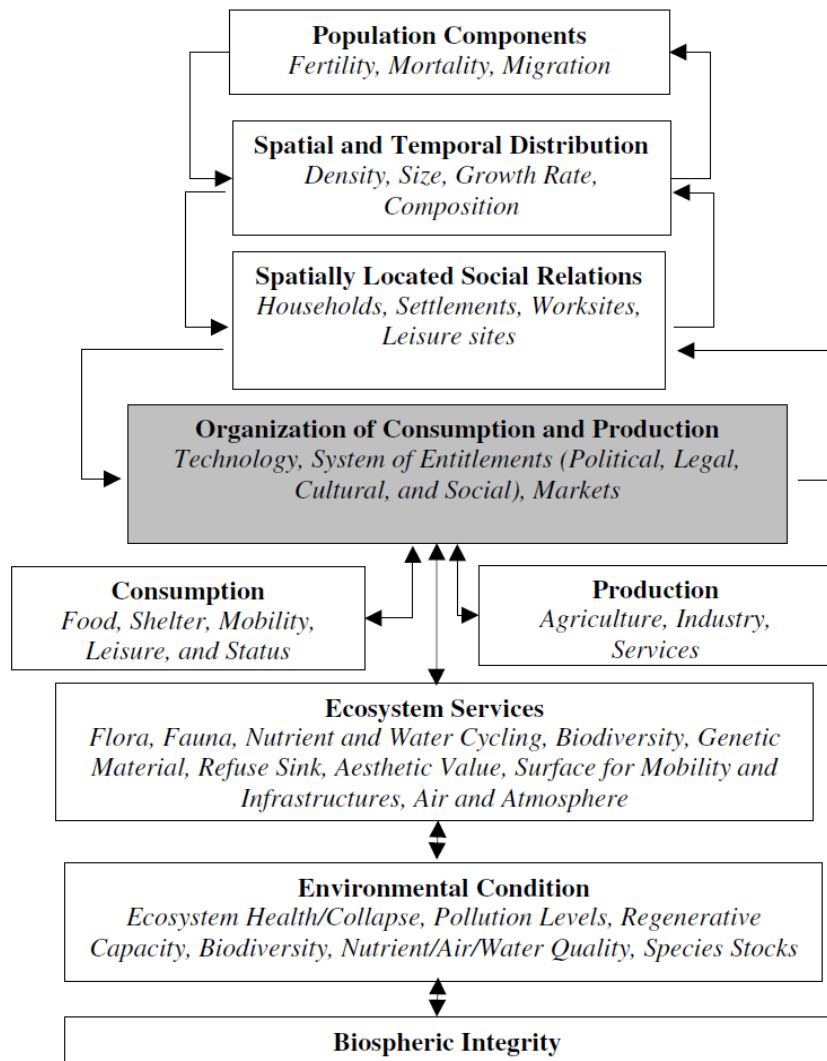 Population Components
Fertility, Mortality, Migration
Spatial and Temporal Distribution
Density, Size, Growth Rate,
Composition
Spatially Located Social Relations
Households, Settlements, Worksites,
Leisure sites
Organization of Consumption and Production
Technology, System of Entitlements (Political, Legal,
Cultural, and Social), Markets
Consumption
Food, Shelter, Mobility,
Leisure, and Status
Production
Agriculture, Industry,
Services
Ecosystem Services
Flora, Fauna, Nutrient and Water Cycling, Biodiversity, Genetic
Material, Refuse Sink, Aesthetic Value, Surface for Mobility and
Infrastructures, Air and Atmosphere
Environmental Condition
Ecosystem Health/Collapse, Pollution Levels, Regenerative
Capacity, Biodiversity, Nutrient/Air/Water Quality, Species Stocks
Biospheric Integrity